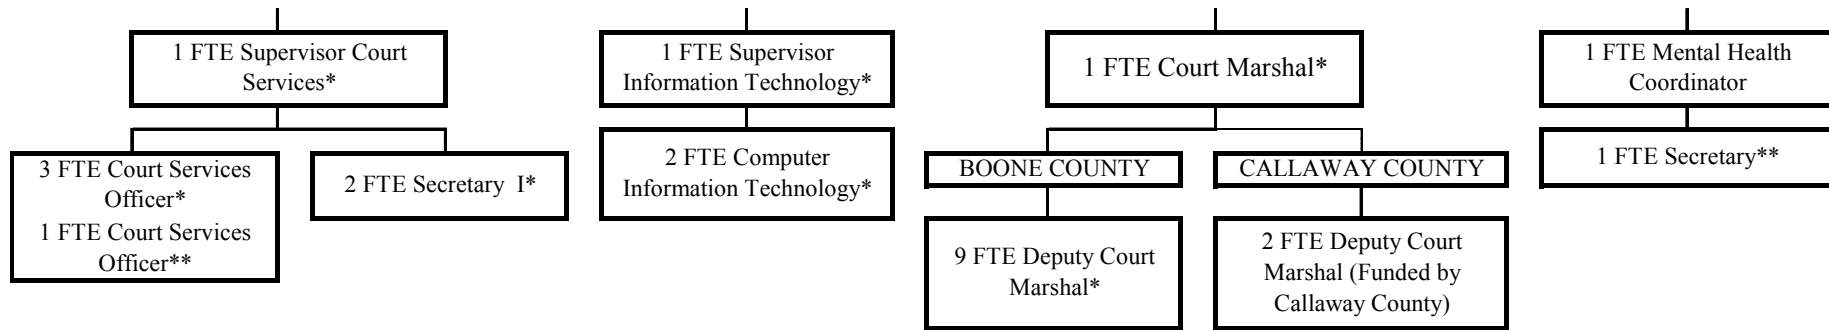 1 FTE Supervisor Court
Services*
1 FTE Supervisor
Information Technology*
1 FTE Court Marshal*
1 FTE Mental Health
Coordinator
3 FTE Court Services
Officer*
1 FTE Court Services
Officer**
2 FTE Secretary I*
2 FTE Computer
Information Technology*
BOONE COUNTY
CALLAWAY COUNTY
1 FTE Secretary**
9 FTE Deputy Court
Marshal*
2 FTE Deputy Court
Marshal (Funded by
Callaway County)